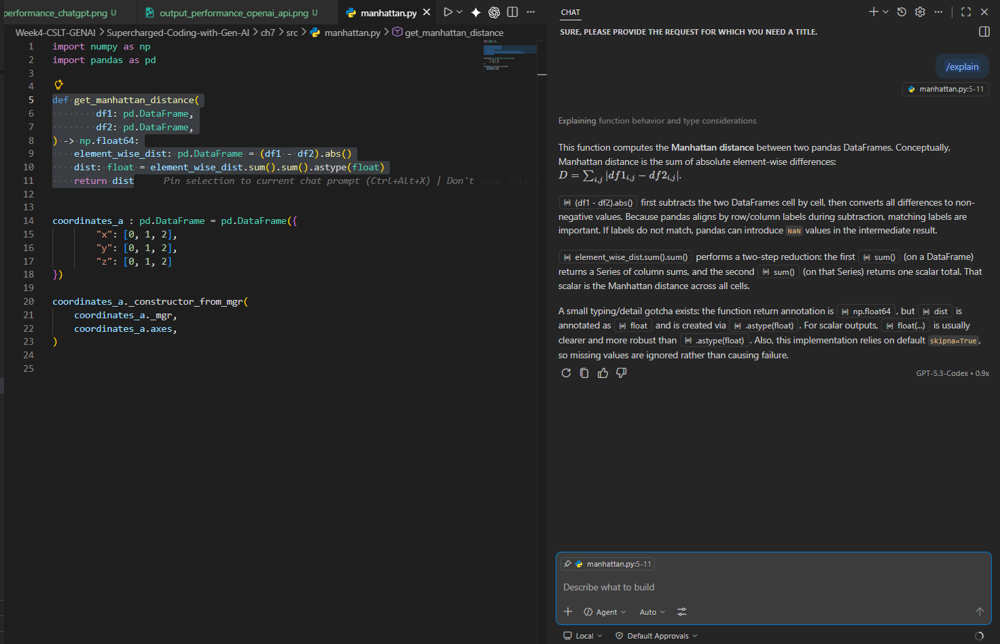 performance_chatgpt.png U
output_performance_openai_api.png U
manhattan.py
Week4-CSLT-GENAI > Supercharged-Coding-with-Gen-AI > ch7 > src > manhattan.py > get_manhattan_distance
1 import numpy as np
2 import pandas as pd
3
4
5 def get_manhattan_distance(
6 df1: pd.DataFrame,
7 df2: pd.DataFrame,
8 ) -> np.float64:
9 element_wise_dist: pd.DataFrame = (df1 - df2).abs()
10 dist: float = element_wise_dist.sum().sum().astype(float)
11 return dist Pin selection to current chat prompt (Ctrl+Alt+X) | Don't show this
12
13
14 coordinates_a : pd.DataFrame = pd.DataFrame({
15 "x": [0, 1, 2],
16 "y": [0, 1, 2],
17 "z": [0, 1, 2]
18 })
19
20 coordinates_a._constructor_from_mgr(
21 coordinates_a._mgr,
22 coordinates_a.axes,
23 )
24
25
CHAT
SURE, PLEASE PROVIDE THE REQUEST FOR WHICH YOU NEED A TITLE.
/explain
manhattan.py:5-11
Explaining function behavior and type considerations
This function computes the Manhattan distance between two pandas DataFrames. Conceptually,
Manhattan distance is the sum of absolute element-wise differences:
D = ∑i,j |df1i,j − df2i,j|.
(df1 - df2).abs() first subtracts the two DataFrames cell by cell, then converts all differences to non-
negative values. Because pandas aligns by row/column labels during subtraction, matching labels are
important. If labels do not match, pandas can introduce NaN values in the intermediate result.
element_wise_dist.sum().sum() performs a two-step reduction: the first sum() (on a DataFrame)
returns a Series of column sums, and the second sum() (on that Series) returns one scalar total. That
scalar is the Manhattan distance across all cells.
A small typing/detail gotcha exists: the function return annotation is np.float64, but dist is
annotated as float and is created via .astype(float). For scalar outputs, float(...) is usually
clearer and more robust than .astype(float). Also, this implementation relies on default skipna=True,
so missing values are ignored rather than causing failure.
GPT-5.3-Codex • 0.9x
manhattan.py:5-11
Describe what to build
Agent
Auto
Local
Default Approvals